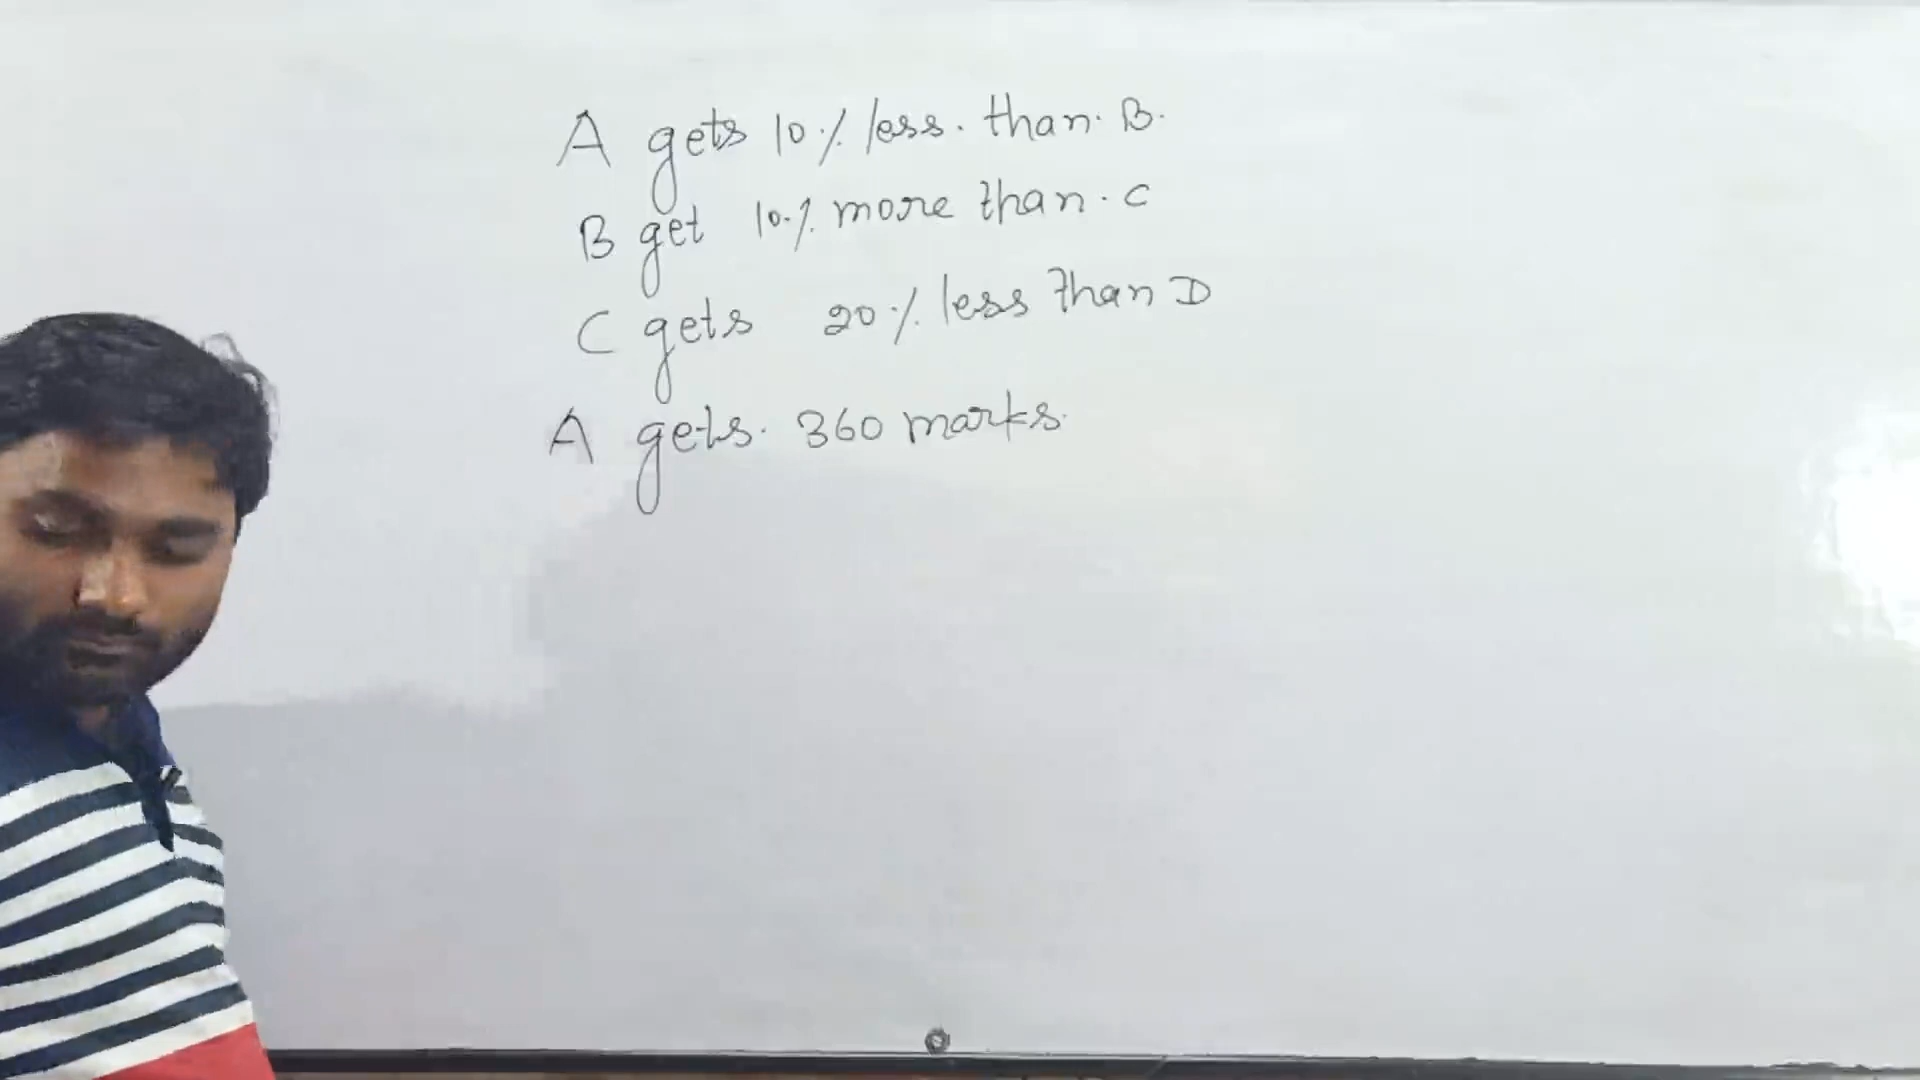 A gets 10% less. than. B.
B get 10% more than. C
C gets 20% less than D
A gets. 360 marks.